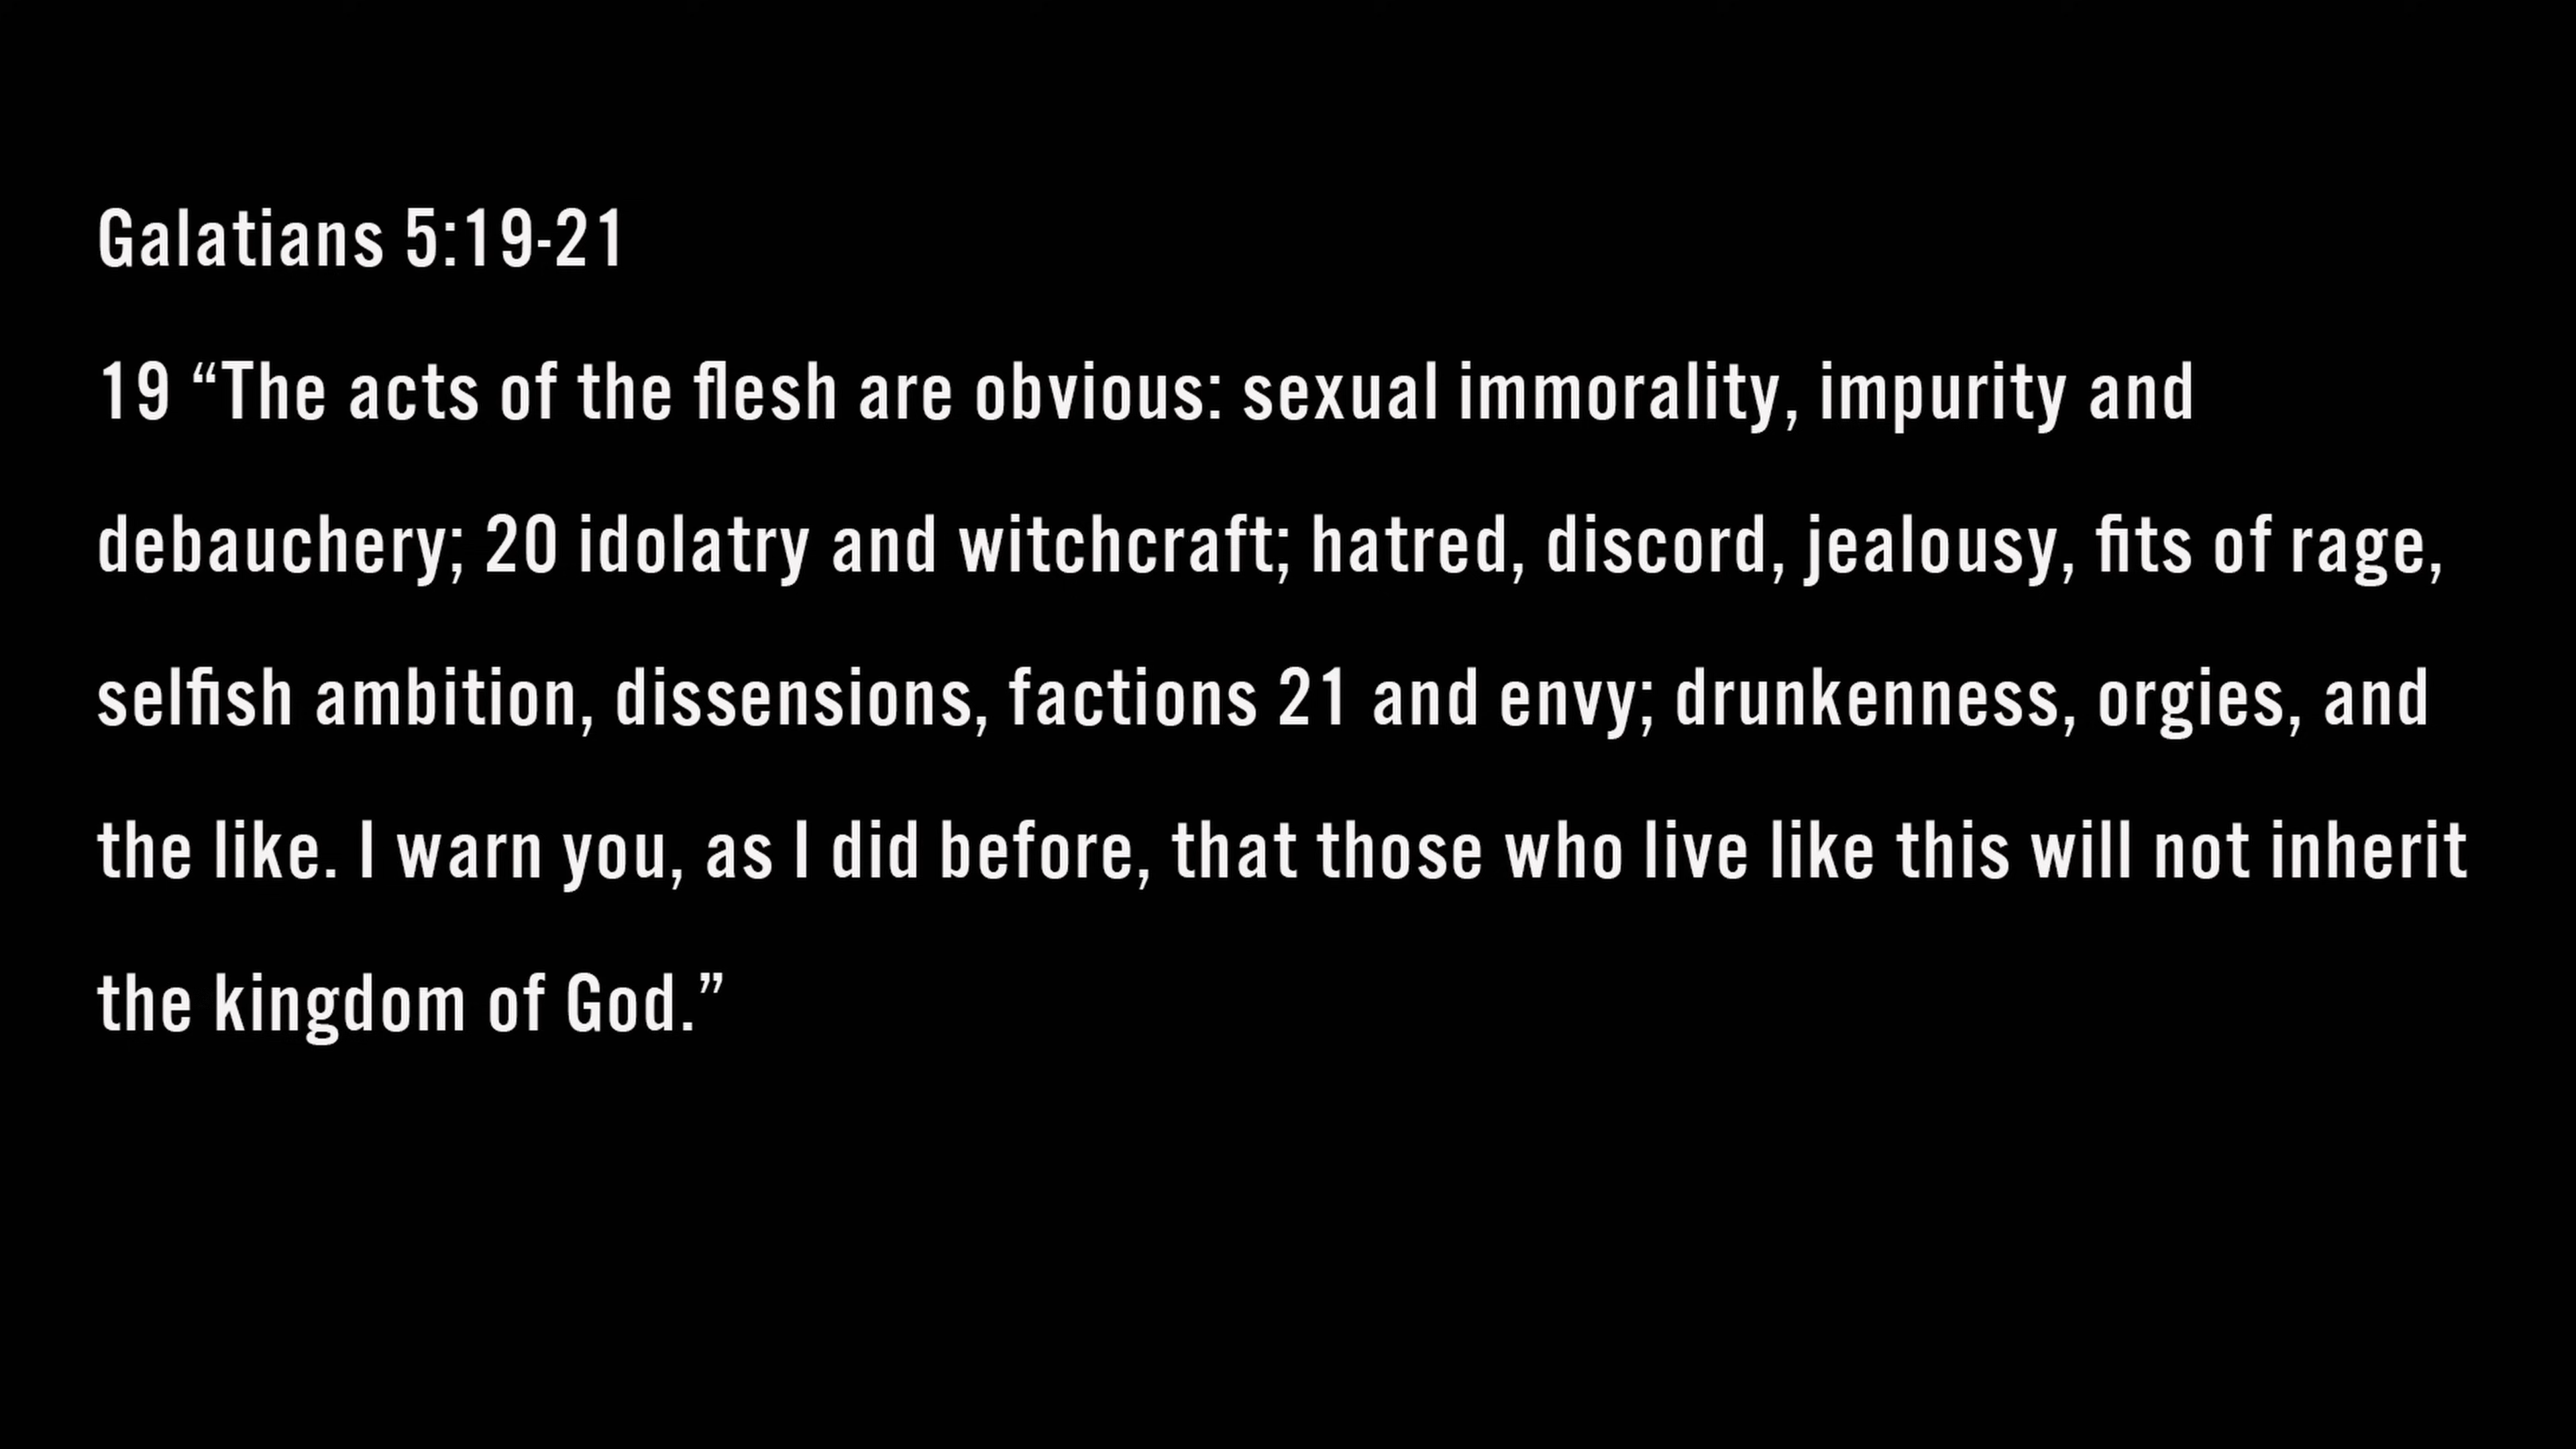 Galatians 5:19-21
19 “The acts of the flesh are obvious: sexual immorality, impurity and
debauchery; 20 idolatry and witchcraft; hatred, discord, jealousy, fits of rage,
selfish ambition, dissensions, factions 21 and envy; drunkenness, orgies, and
the like. I warn you, as I did before, that those who live like this will not inherit
the kingdom of God.”